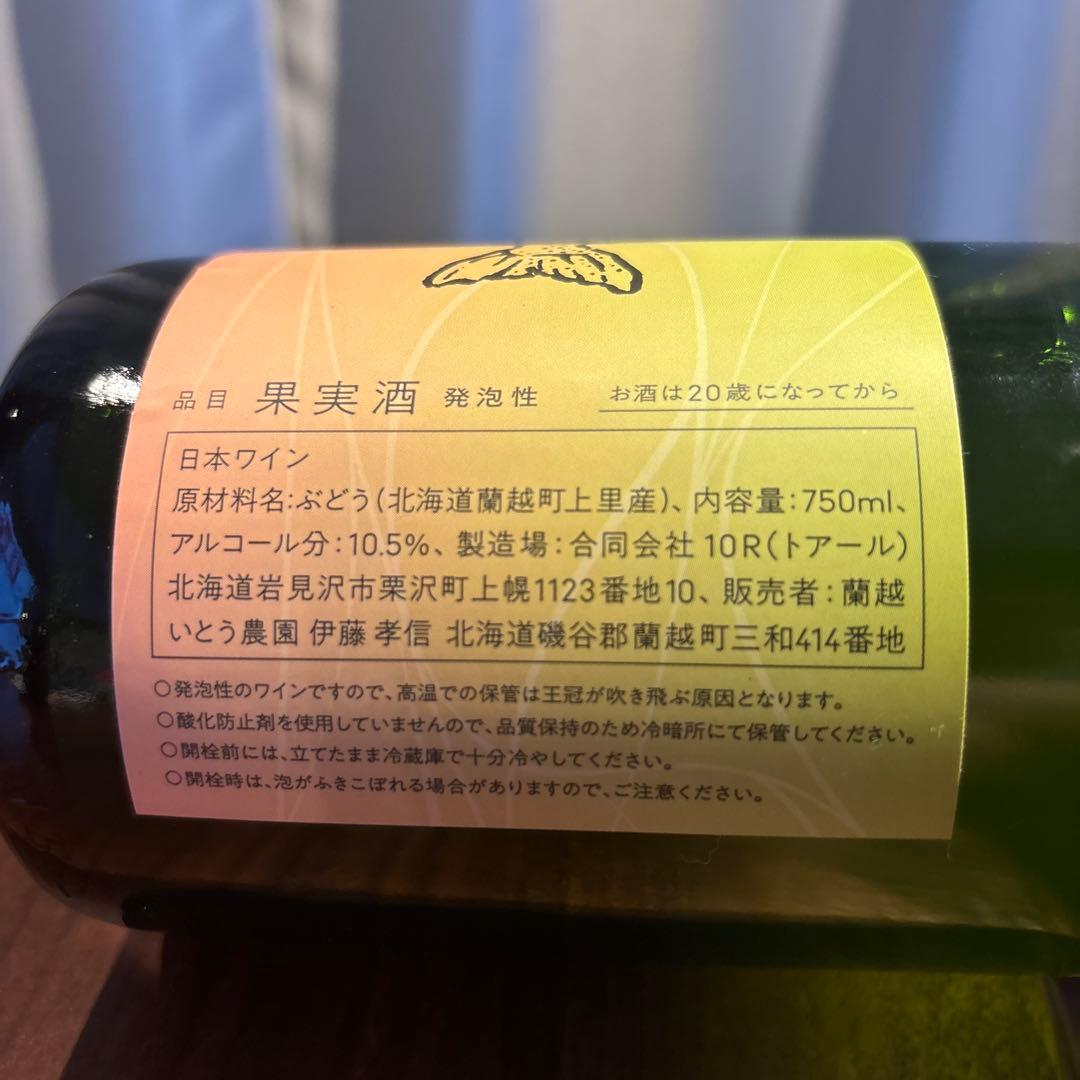 品目 果実酒 発泡性 お酒は20歳になってから
日本ワイン
原材料名:ぶどう(北海道蘭越町上里産)、内容量:750ml、
アルコール分:10.5%、製造場:合同会社10R(トアール)
北海道岩見沢市栗沢町上幌1123番地10、販売者:蘭越
いとう農園 伊藤孝信 北海道磯谷郡蘭越町三和414番地
○発泡性のワインですので、高温での保管は王冠が吹き飛ぶ原因となります。
○酸化防止剤を使用していませんので、品質保持のため冷暗所にて保管してください。
○開栓前には、立てたまま冷蔵庫で十分冷やしてください。
○開栓時は、泡がふきこぼれる場合がありますので、ご注意ください。